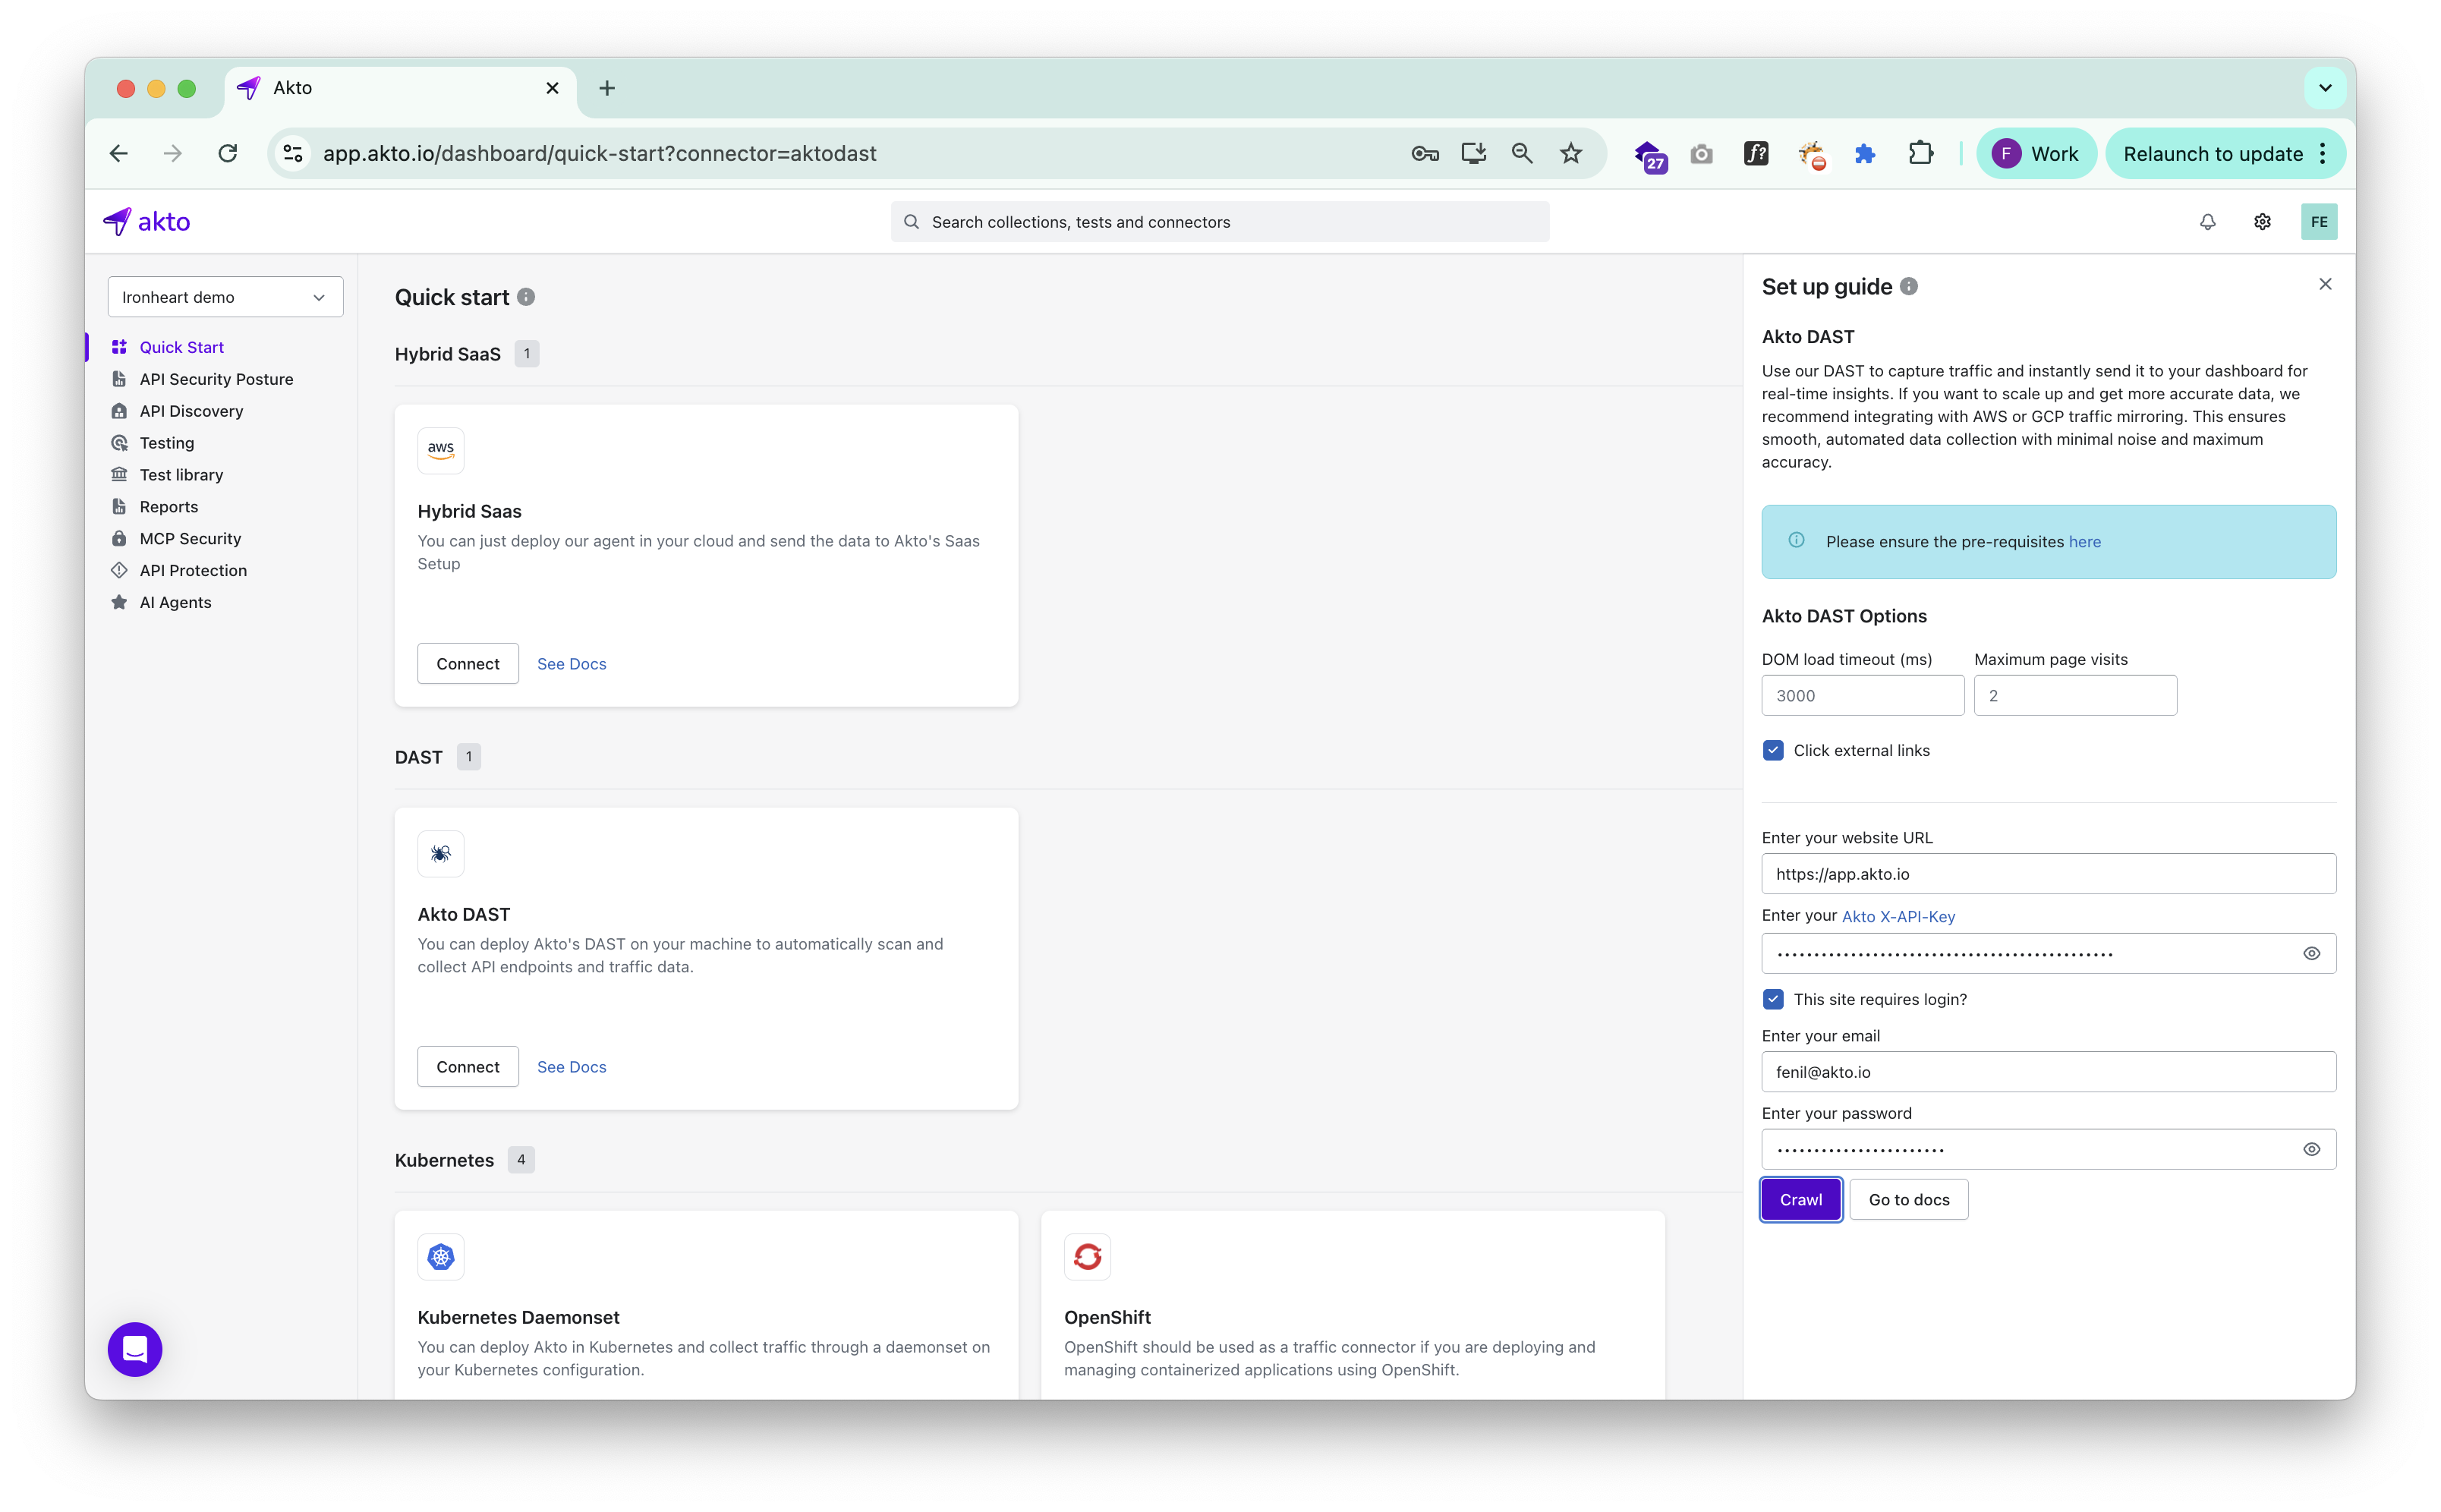 Akto
app.akto.io/dashboard/quick-start?connector=aktodast
27
f?
F
Work
Relaunch to update
akto
Search collections, tests and connectors
FE
Ironheart demo
Quick Start
API Security Posture
API Discovery
Testing
Test library
Reports
MCP Security
API Protection
AI Agents
Quick start
Hybrid SaaS 1
aws
Hybrid Saas
You can just deploy our agent in your cloud and send the data to Akto's Saas
Setup
Connect
See Docs
DAST 1
Akto DAST
You can deploy Akto's DAST on your machine to automatically scan and
collect API endpoints and traffic data.
Connect
See Docs
Kubernetes 4
Kubernetes Daemonset
You can deploy Akto in Kubernetes and collect traffic through a daemonset on
your Kubernetes configuration.
OpenShift
OpenShift should be used as a traffic connector if you are deploying and
managing containerized applications using OpenShift.
Set up guide
Akto DAST
Use our DAST to capture traffic and instantly send it to your dashboard for
real-time insights. If you want to scale up and get more accurate data, we
recommend integrating with AWS or GCP traffic mirroring. This ensures
smooth, automated data collection with minimal noise and maximum
accuracy.
Please ensure the pre-requisites here
Akto DAST Options
DOM load timeout (ms)
3000
Maximum page visits
2
Click external links
Enter your website URL
https://app.akto.io
Enter your Akto X-API-Key
This site requires login?
Enter your email
fenil@akto.io
Enter your password
Crawl
Go to docs